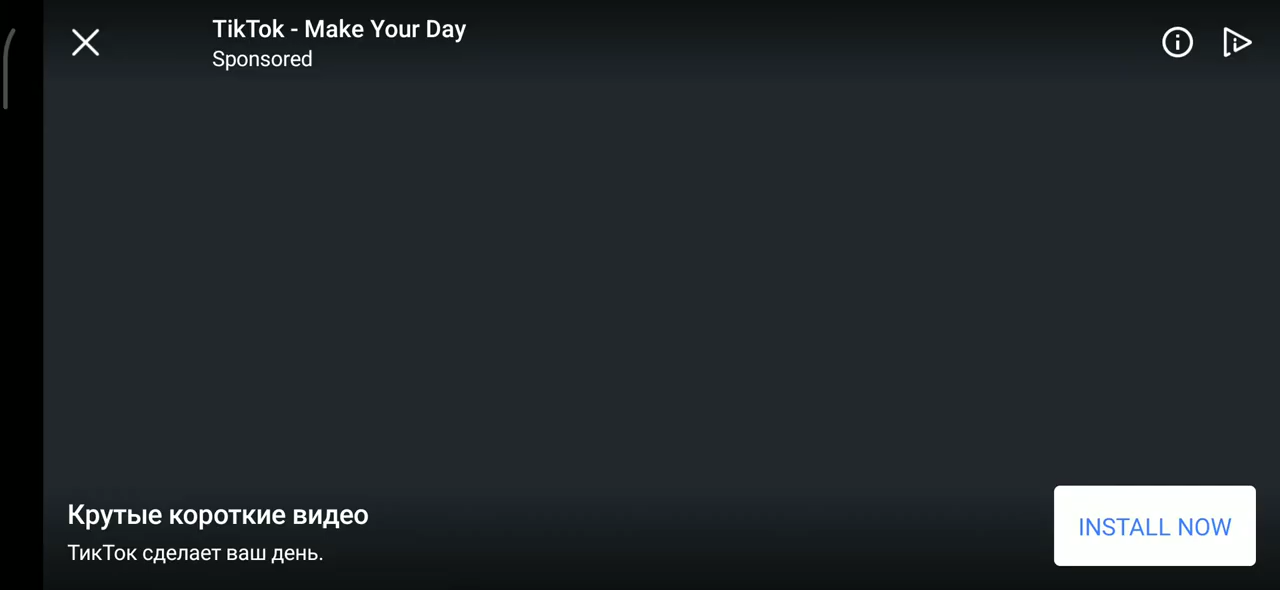 TikTok - Make Your Day
Sponsored
Крутые короткие видео
ТикТок сделает ваш день.
INSTALL NOW